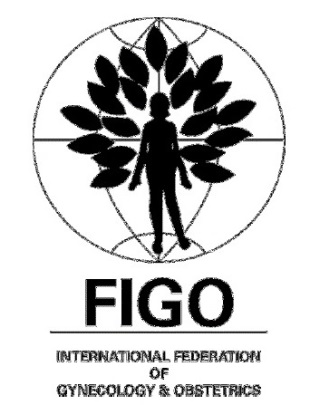 FIGO
INTERNATIONAL FEDERATION
OF
GYNECOLOGY & OBSTETRICS